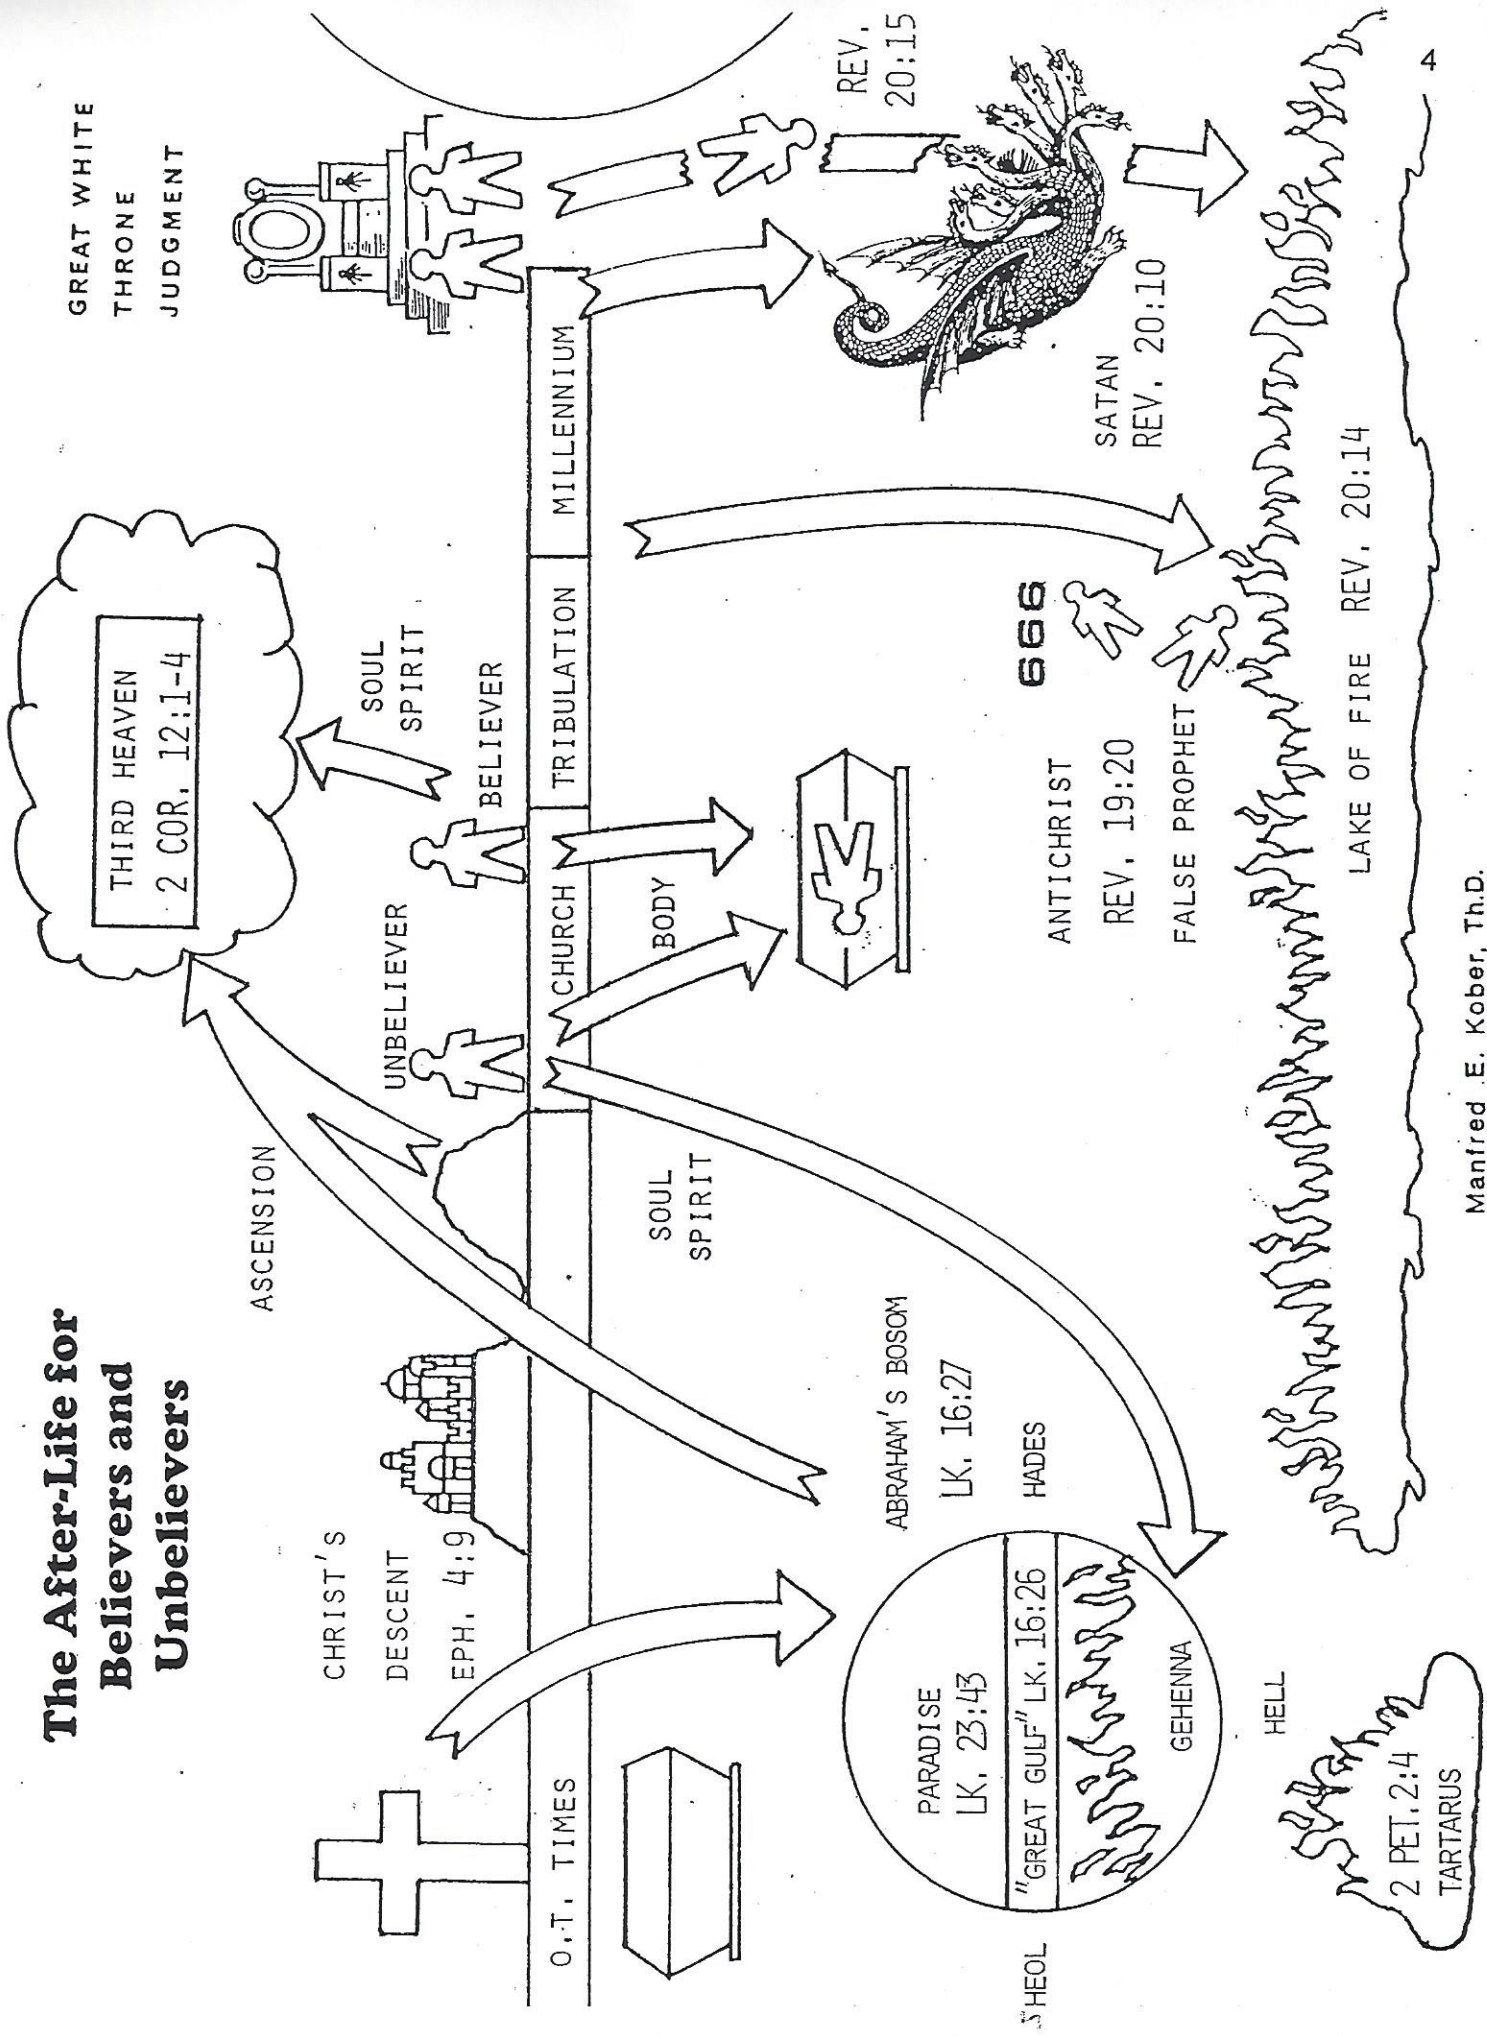 The After-Life for
Believers and
Unbelievers
GREAT WHITE
THRONE
JUDGMENT
THIRD HEAVEN
2 COR. 12:1-4
ASCENSION
CHRIST'S
DESCENT
EPH. 4:9
SOUL
SPIRIT
UNBELIEVER
BELIEVER
O.T. TIMES
CHURCH
TRIBULATION
MILLENNIUM
SOUL
SPIRIT
BODY
REV.
20:15
SATAN
REV. 20:10
ABRAHAM'S BOSOM
LK. 16:27
HADES
PARADISE
LK. 23:43
"GREAT GULF" LK. 16:26
GEHENNA
SHEOL
HELL
2 PET. 2:4
TARTARUS
666
ANTICHRIST
REV. 19:20
FALSE PROPHET
LAKE OF FIRE REV. 20:14
Manfred E. Kober, Th.D.
4